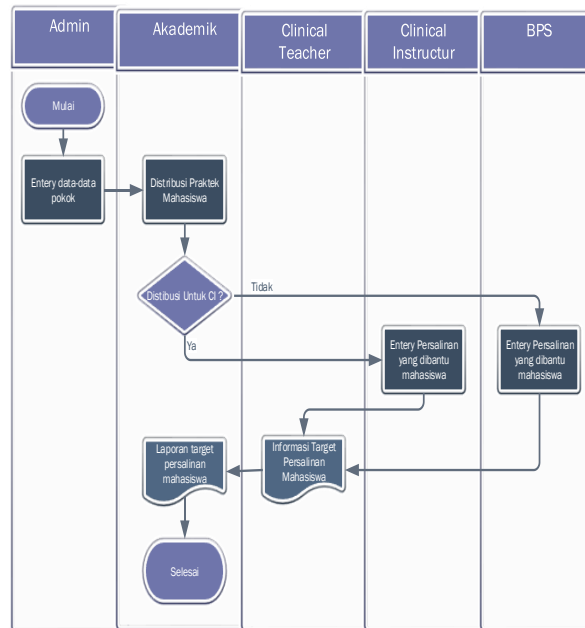 Admin
Akademik
Clinical
Teacher
Clinical
Instructur
BPS
Mulai
Entery data-data
pokok
Distribusi Praktek
Mahasiswa
Distibusi Untuk CI ?
Tidak
Ya
Entery Persalinan
yang dibantu
mahasiswa
Entery Persalinan
yang dibantu
mahasiswa
Laporan target
persalinan
mahasiswa
Informasi Target
Persalinan
Mahasiswa
Selesai